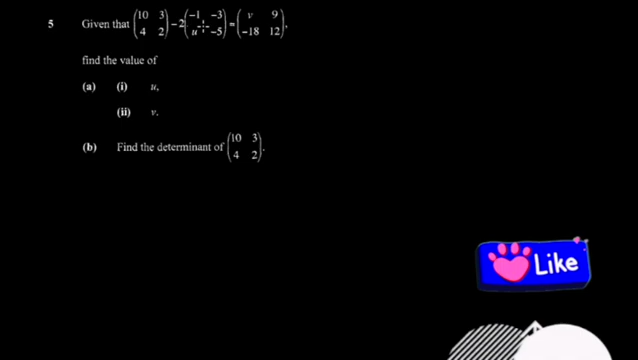 5 Given that (10 3 / 4 2) − 2(−1 −3 / u −5) = (v 9 / −18 12),
find the value of
(a) (i) u,
(ii) v.
(b) Find the determinant of (10 3 / 4 2).
Like